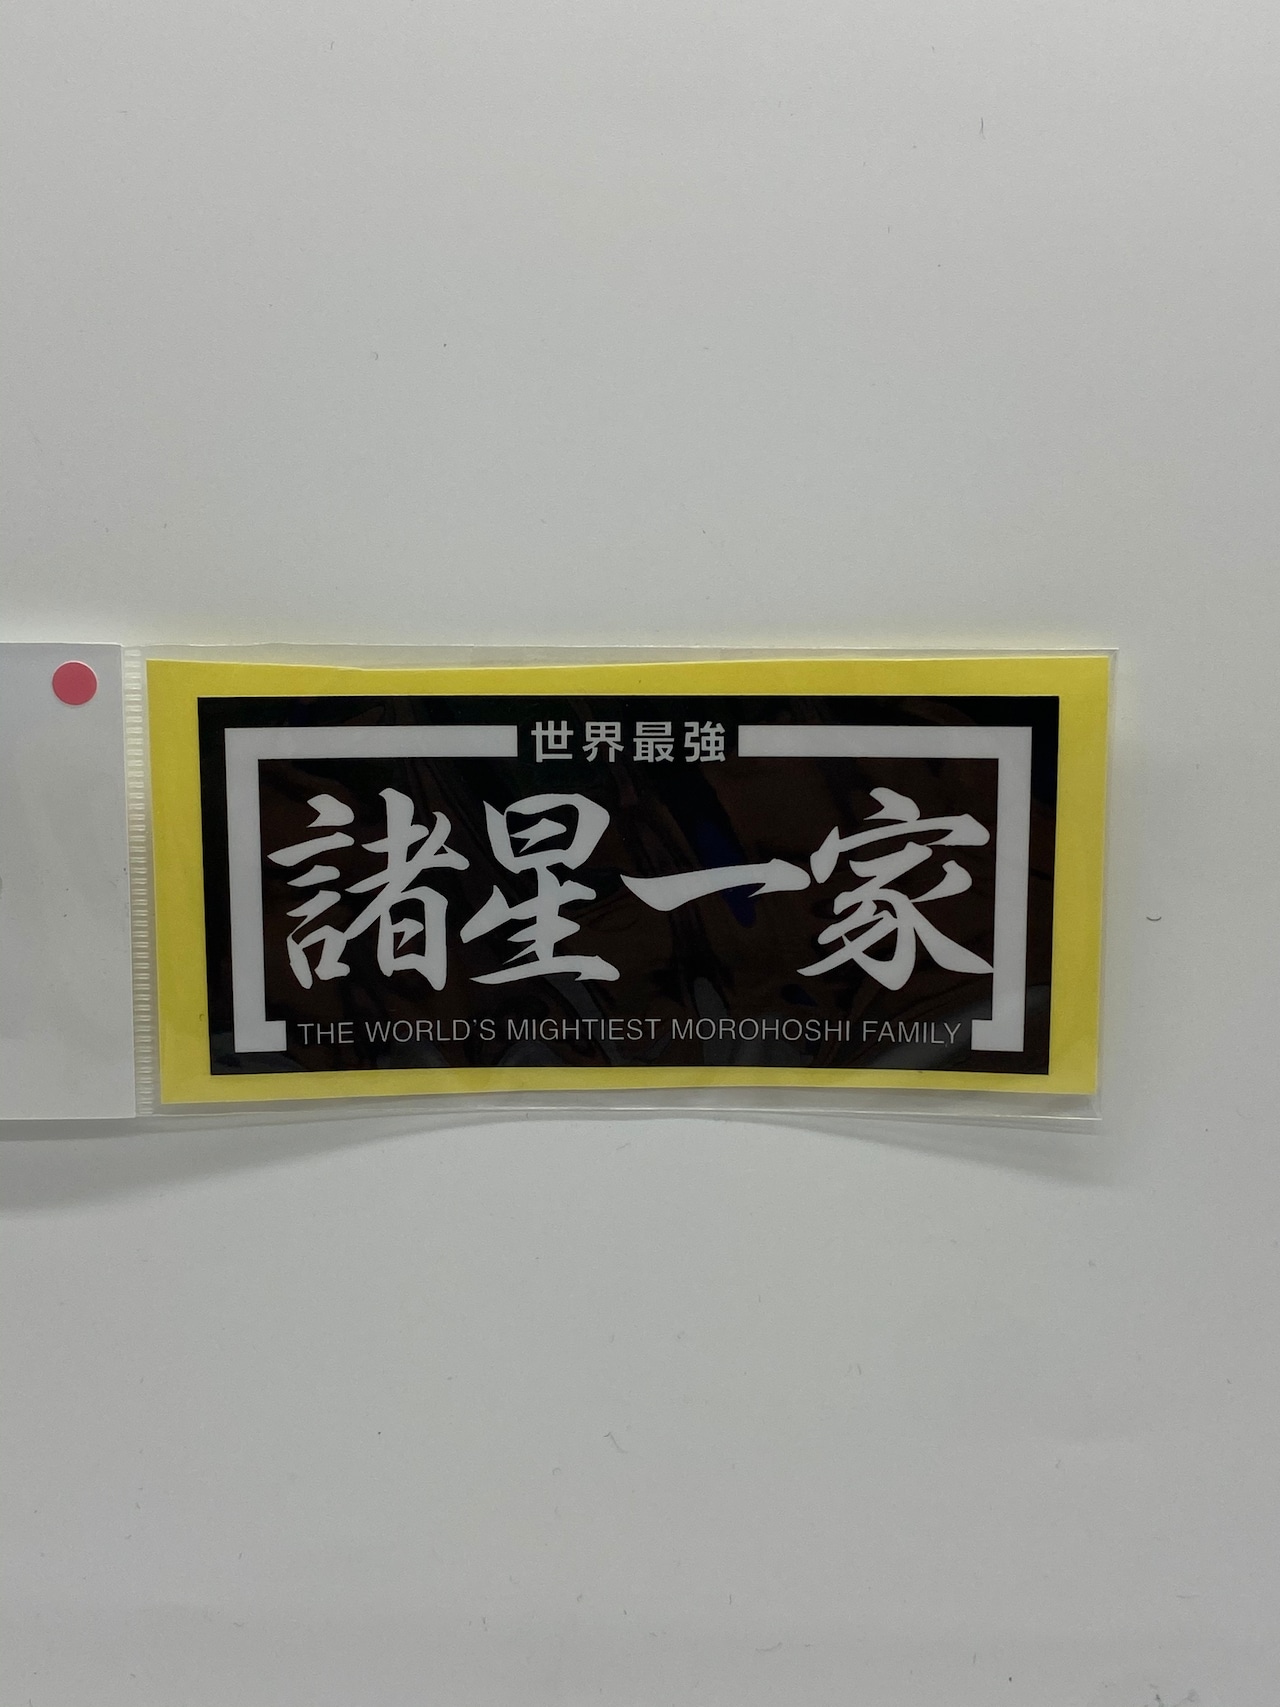 世界最強
諸星一家
THE WORLD'S MIGHTIEST MOROHOSHI FAMILY